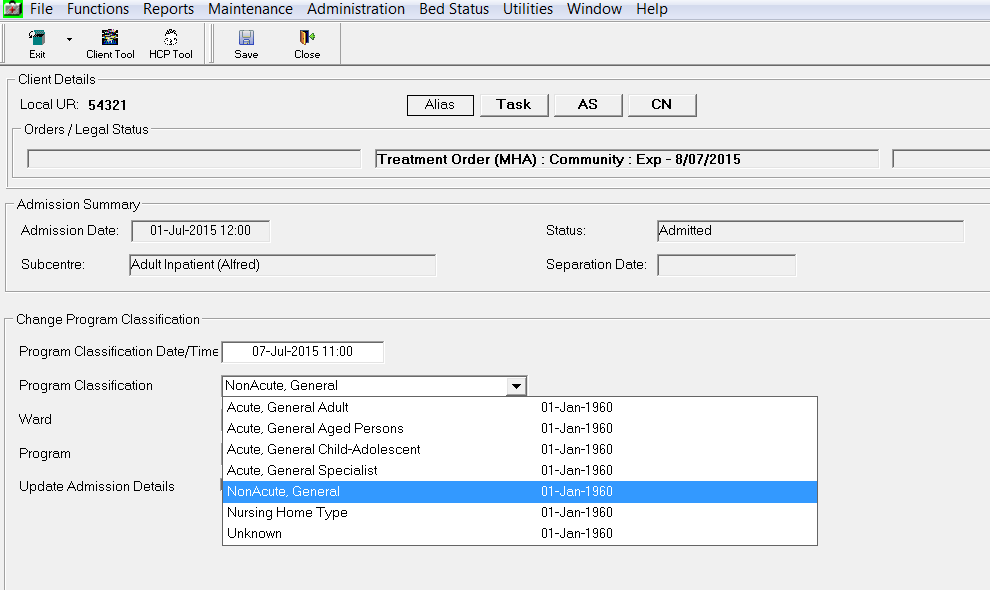 File Functions Reports Maintenance Administration Bed Status Utilities Window Help
Exit Client Tool HCP Tool Save Close
Client Details
Local UR: 54321 Alias Task AS CN
Orders / Legal Status
Treatment Order (MHA) : Community : Exp - 8/07/2015
Admission Summary
Admission Date: 01-Jul-2015 12:00 Status: Admitted
Subcentre: Adult Inpatient (Alfred) Separation Date:
Change Program Classification
Program Classification Date/Time 07-Jul-2015 11:00
Program Classification NonAcute, General
Acute, General Adult 01-Jan-1960
Ward
Acute, General Aged Persons 01-Jan-1960
Acute, General Child-Adolescent 01-Jan-1960
Program
Acute, General Specialist 01-Jan-1960
Update Admission Details
NonAcute, General 01-Jan-1960
Nursing Home Type 01-Jan-1960
Unknown 01-Jan-1960